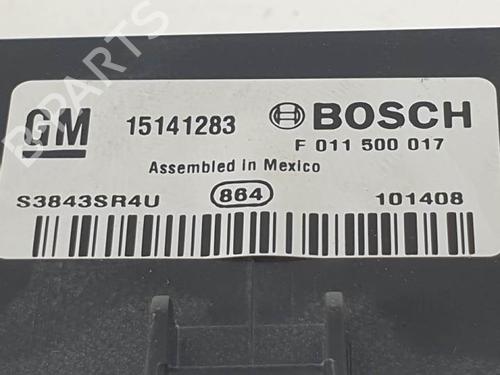 B-PARTS
GM 15141283 BOSCH
F 011 500 017
Assembled in Mexico
S3843SR4U 864 101408